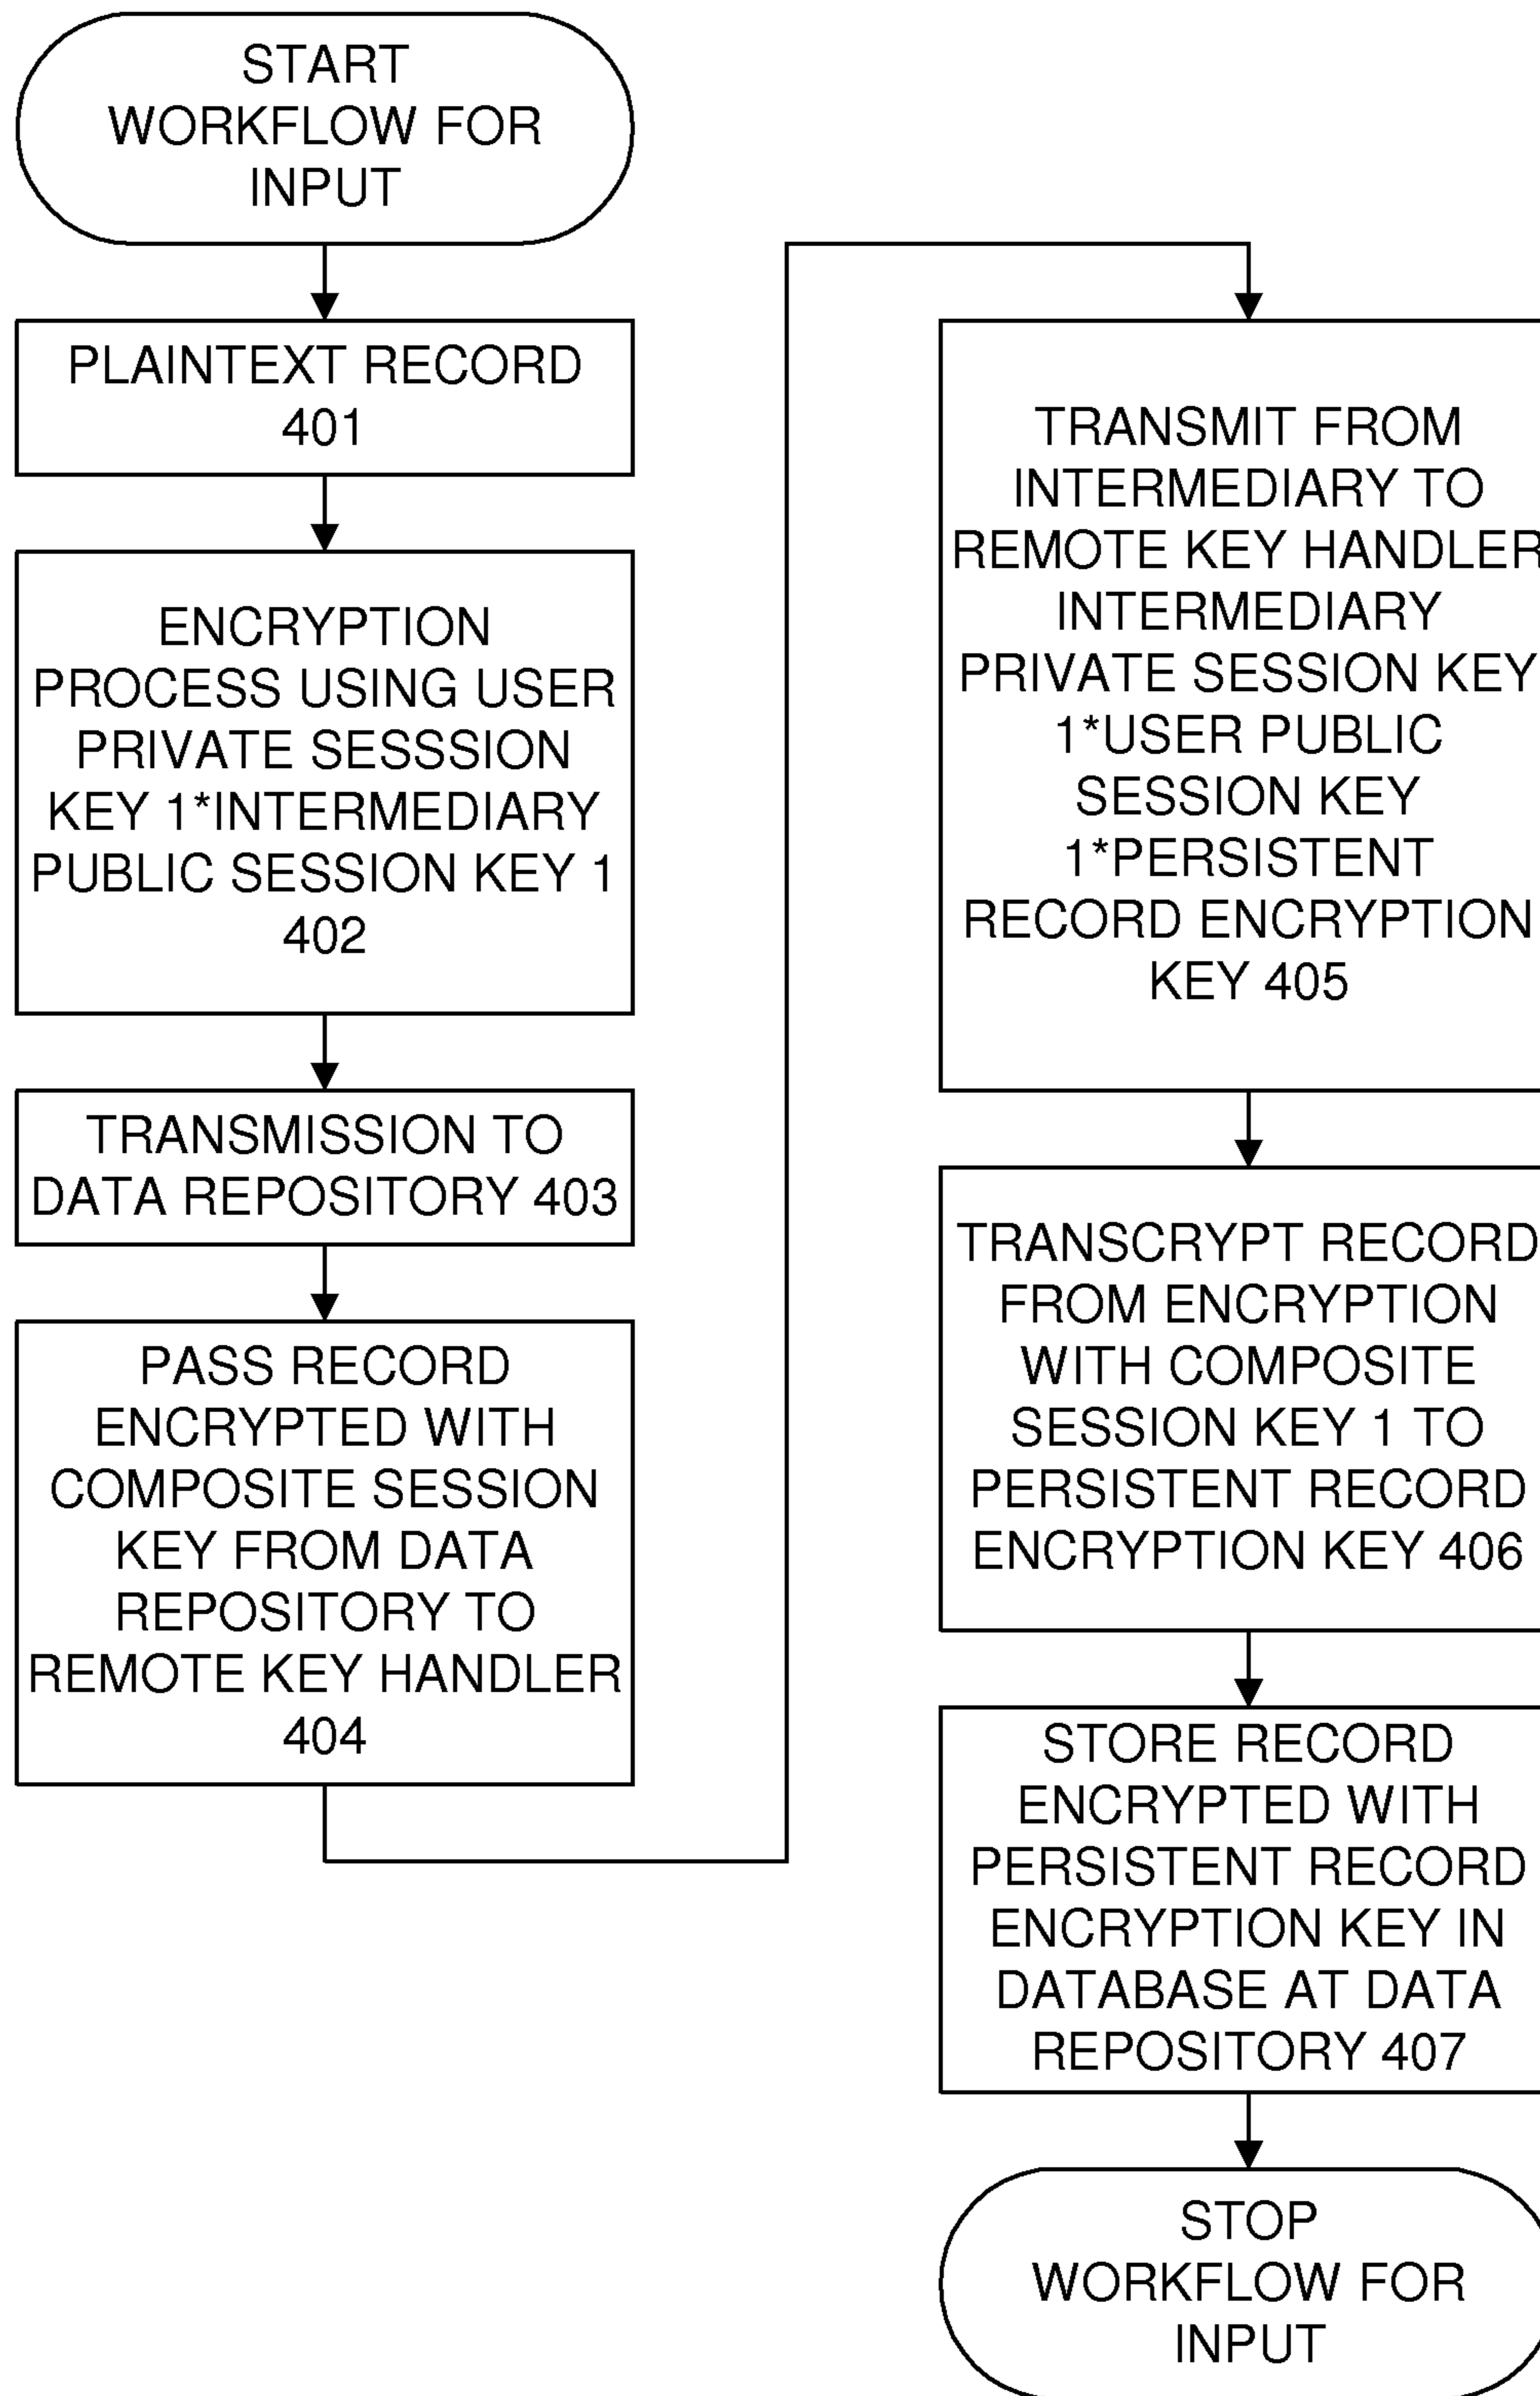 START
WORKFLOW FOR
INPUT
PLAINTEXT RECORD
401
ENCRYPTION
PROCESS USING USER
PRIVATE SESSSION
KEY 1*INTERMEDIARY
PUBLIC SESSION KEY 1
402
TRANSMISSION TO
DATA REPOSITORY 403
PASS RECORD
ENCRYPTED WITH
COMPOSITE SESSION
KEY FROM DATA
REPOSITORY TO
REMOTE KEY HANDLER
404
TRANSMIT FROM
INTERMEDIARY TO
REMOTE KEY HANDLER
INTERMEDIARY
PRIVATE SESSION KEY
1*USER PUBLIC
SESSION KEY
1*PERSISTENT
RECORD ENCRYPTION
KEY 405
TRANSCRYPT RECORD
FROM ENCRYPTION
WITH COMPOSITE
SESSION KEY 1 TO
PERSISTENT RECORD
ENCRYPTION KEY 406
STORE RECORD
ENCRYPTED WITH
PERSISTENT RECORD
ENCRYPTION KEY IN
DATABASE AT DATA
REPOSITORY 407
STOP
WORKFLOW FOR
INPUT